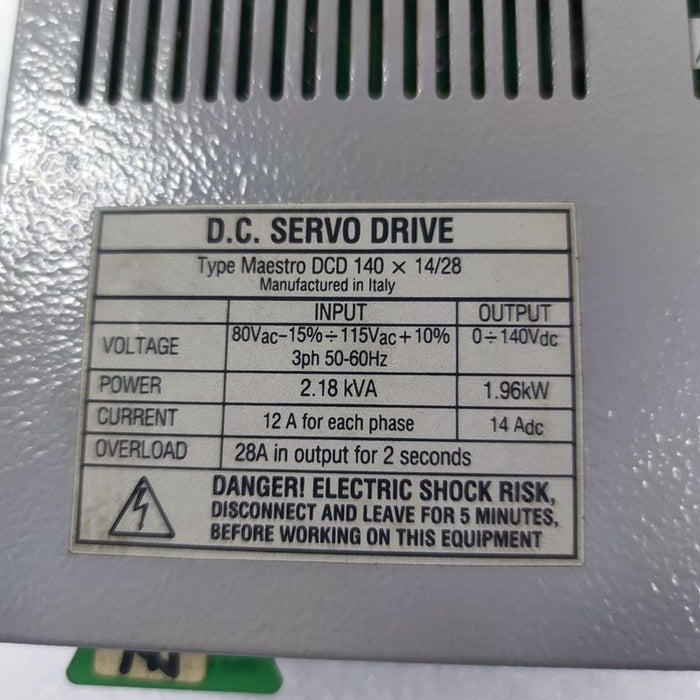 D.C. SERVO DRIVE
Type Maestro DCD 140 × 14/28
Manufactured in Italy
INPUT OUTPUT
VOLTAGE 80Vac-15%÷115Vac+10% 0÷140Vdc
3ph 50-60Hz
POWER 2.18 kVA 1.96kW
CURRENT 12 A for each phase 14 Adc
OVERLOAD 28A in output for 2 seconds
DANGER! ELECTRIC SHOCK RISK,
DISCONNECT AND LEAVE FOR 5 MINUTES,
BEFORE WORKING ON THIS EQUIPMENT